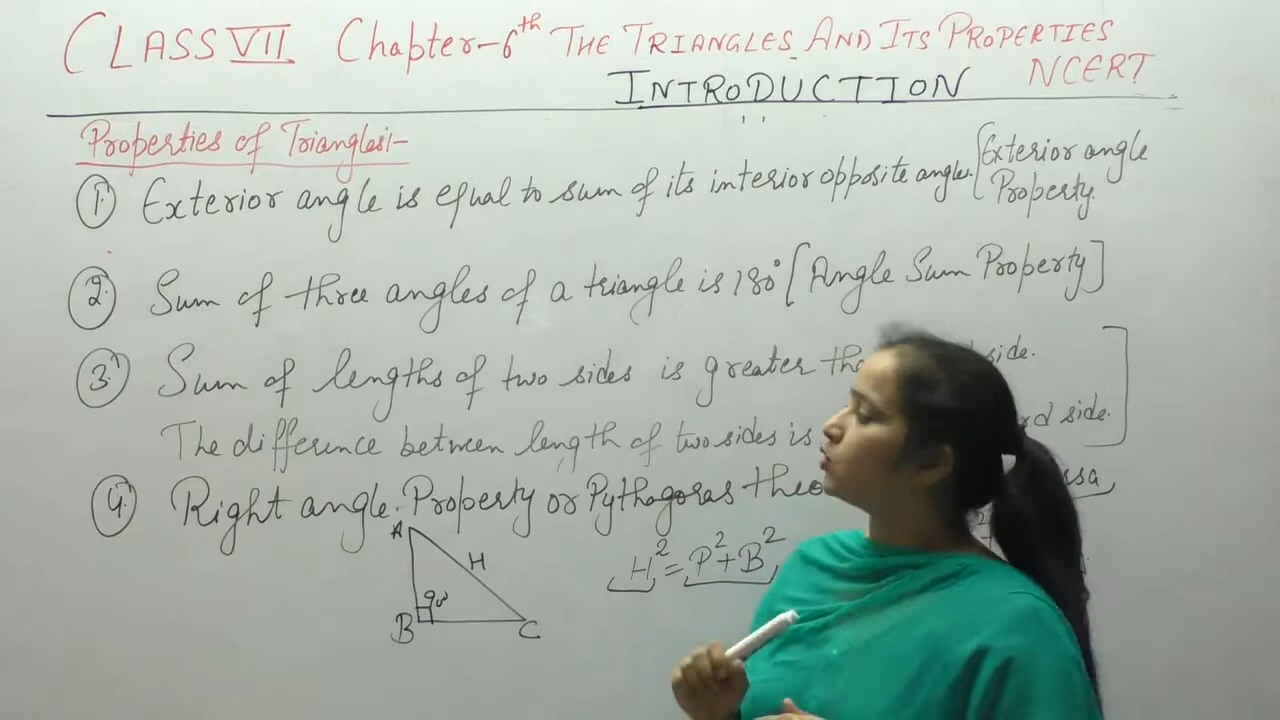 CLASS VII Chapter-6th THE TRIANGLES AND ITS PROPERTIES
INTRODUCTION NCERT
Properties of Triangles:-
1. Exterior angle is equal to sum of its interior opposite angles. [Exterior angle
Property.
2. Sum of three angles of a triangle is 180° [Angle Sum Property]
3. Sum of lengths of two sides is greater side.
The difference between length of two sides is side.
4. Right angle. Property or Pythagoras
A
H
H² = P² + B²
90°
B C